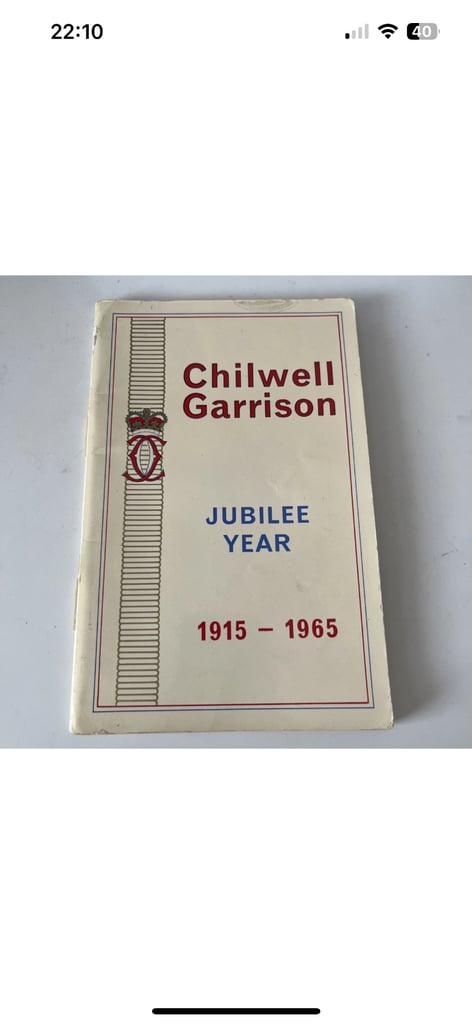 22:10
40
Chilwell
Garrison
JUBILEE
YEAR
1915 – 1965